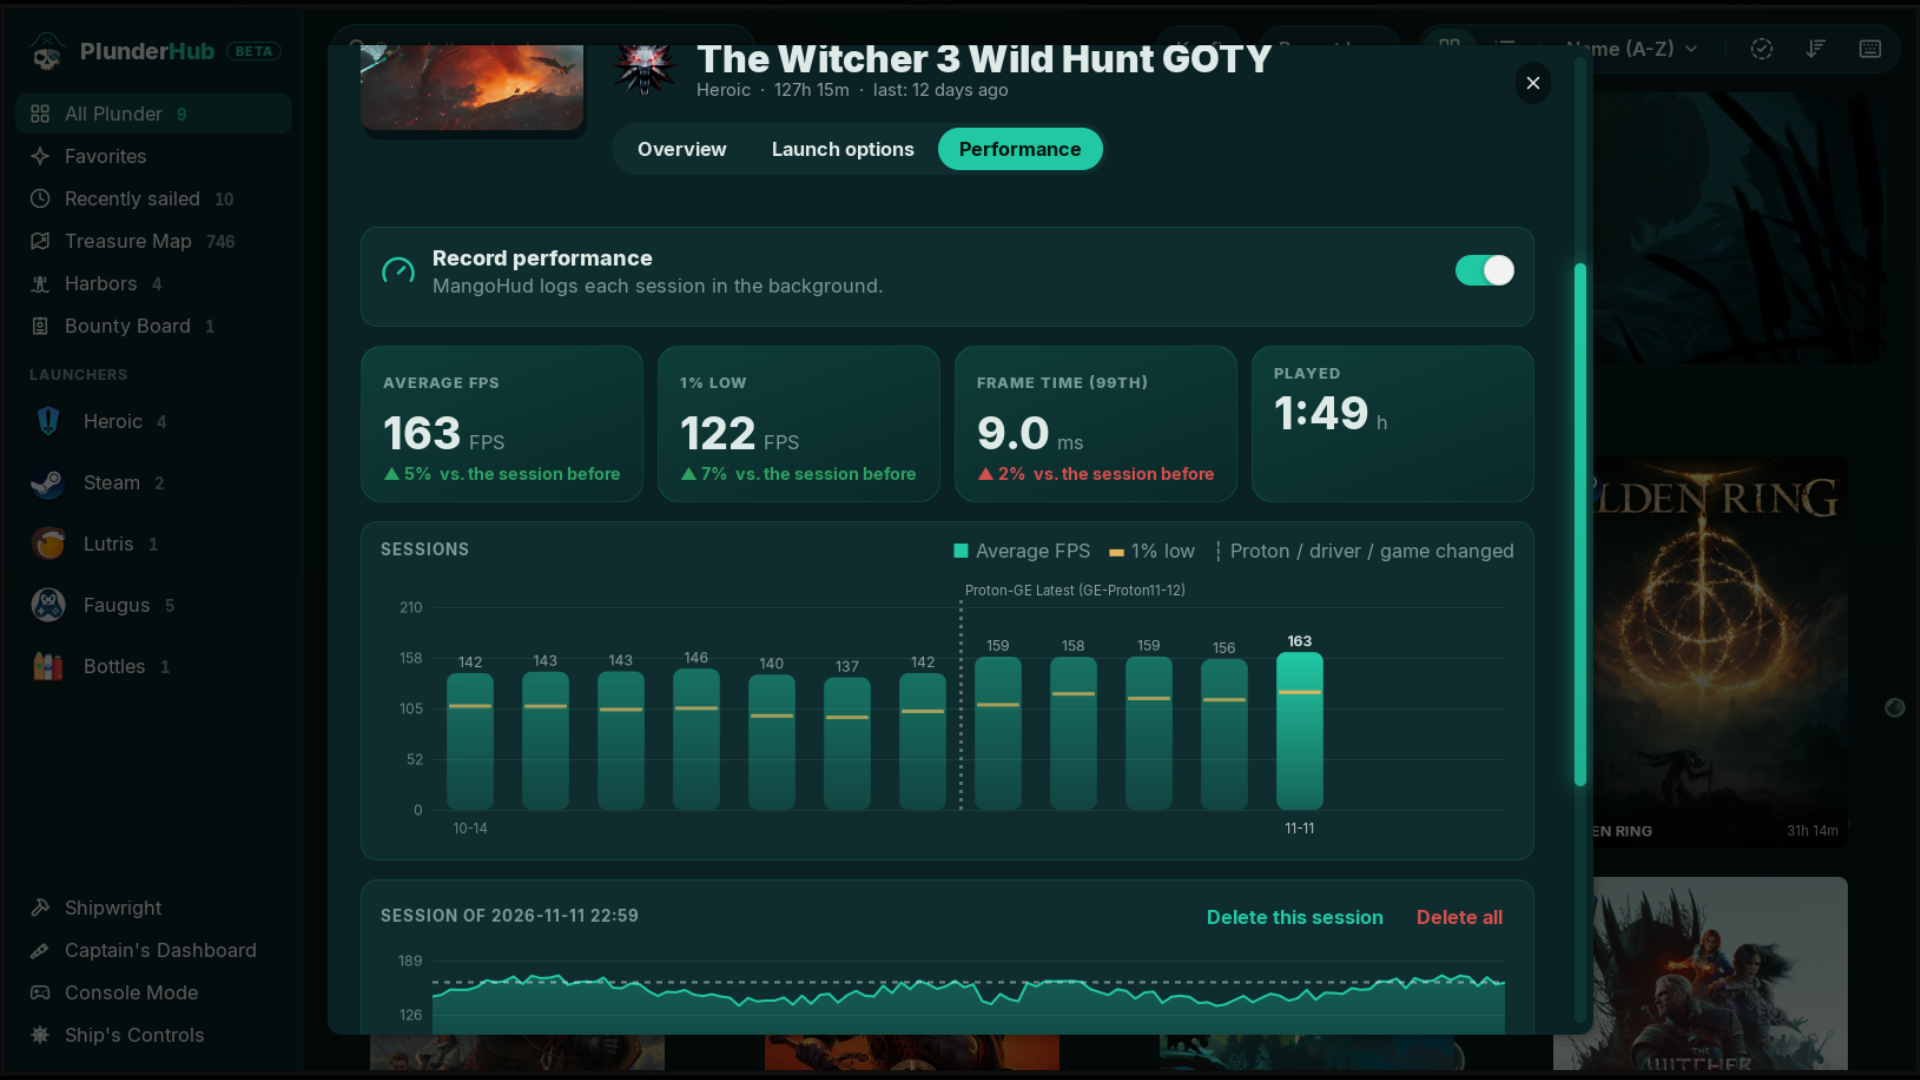 PlunderHub BETA
All Plunder 9
Favorites
Recently sailed 10
Treasure Map 746
Harbors 4
Bounty Board 1
LAUNCHERS
Heroic 4
Steam 2
Lutris 1
Faugus 5
Bottles 1
Shipwright
Captain's Dashboard
Console Mode
Ship's Controls
Name (A-Z)
The Witcher 3 Wild Hunt GOTY
Heroic · 127h 15m · last: 12 days ago
Overview Launch options Performance
Record performance
MangoHud logs each session in the background.
AVERAGE FPS
163 FPS
▲ 5% vs. the session before
1% LOW
122 FPS
▲ 7% vs. the session before
FRAME TIME (99TH)
9.0 ms
▲ 2% vs. the session before
PLAYED
1:49 h
SESSIONS
Average FPS 1% low Proton / driver / game changed
Proton-GE Latest (GE-Proton11-12)
210
158
105
52
0
142 143 143 146 140 137 142 159 158 159 156 163
10-14 11-11
SESSION OF 2026-11-11 22:59
Delete this session Delete all
189
126
ELDEN RING
EN RING 31h 14m
THE
WITCHER